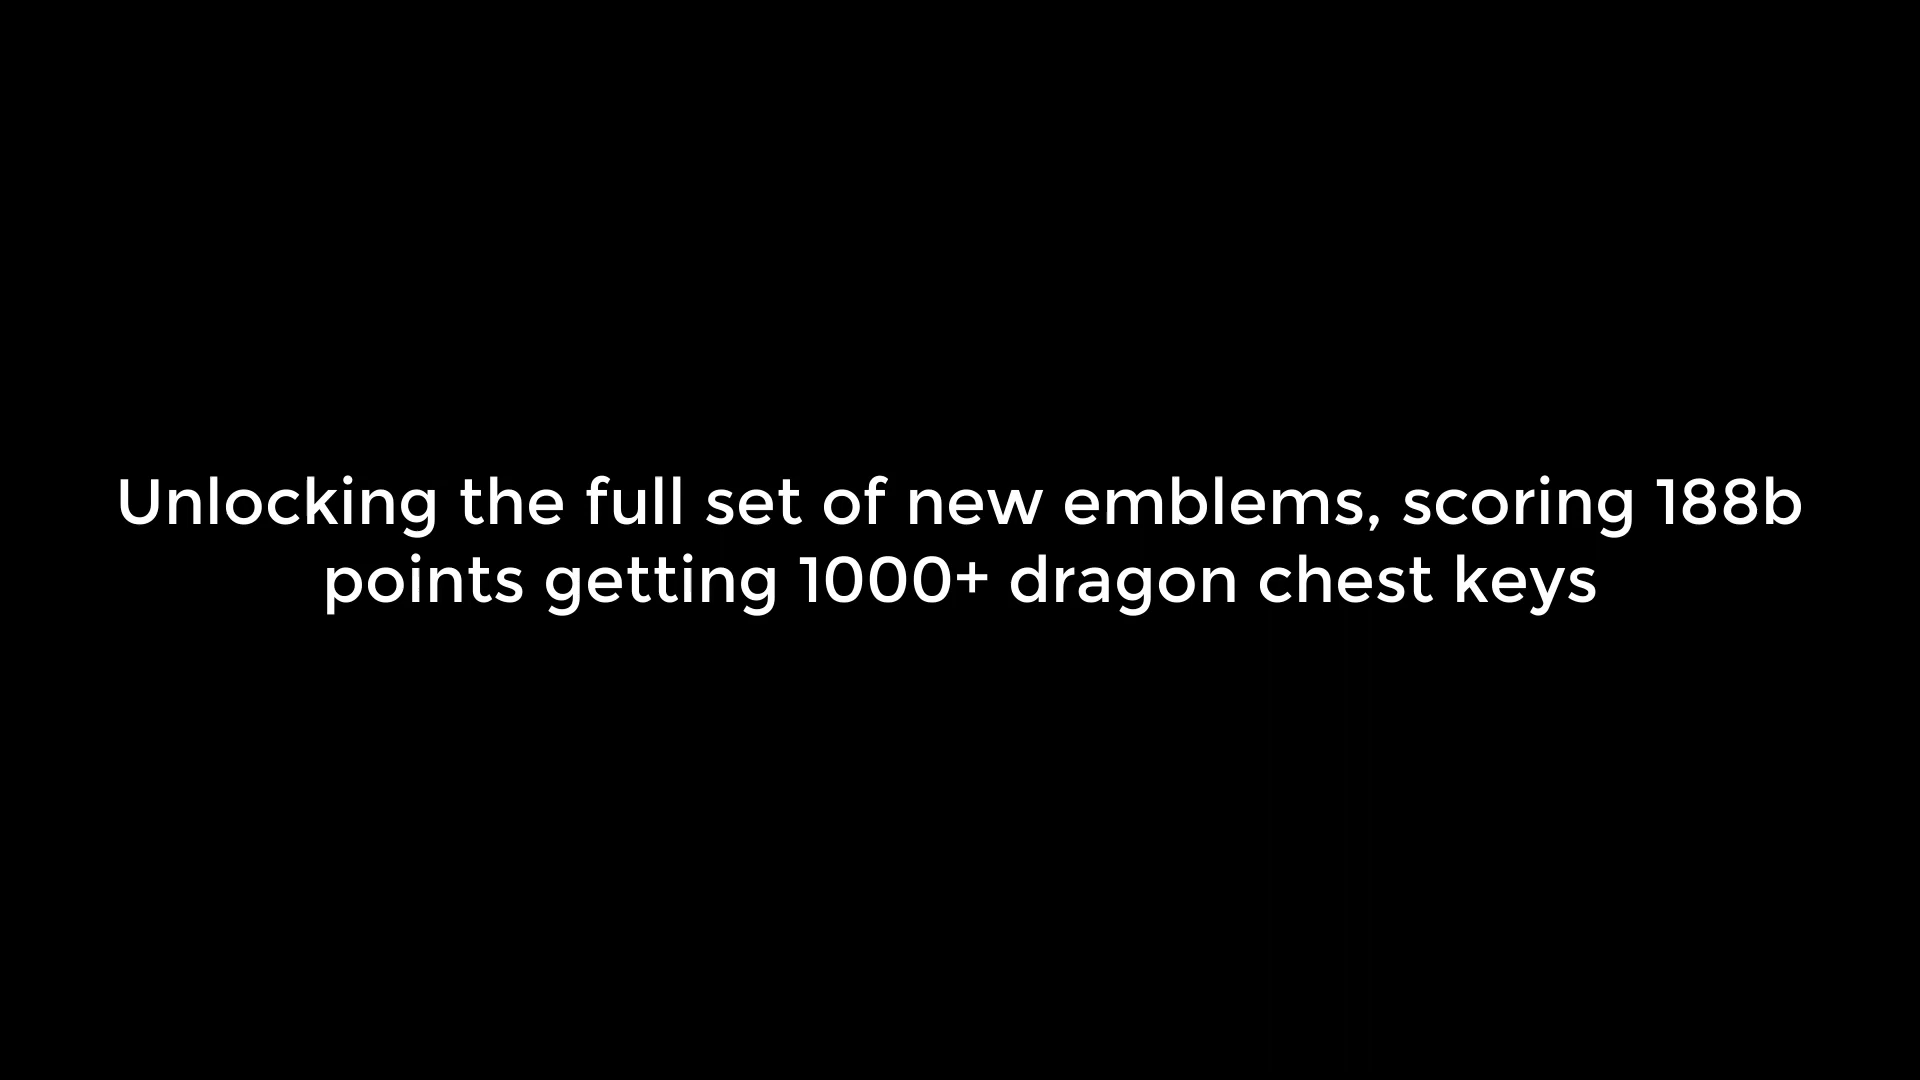 Unlocking the full set of new emblems, scoring 188b
points getting 1000+ dragon chest keys